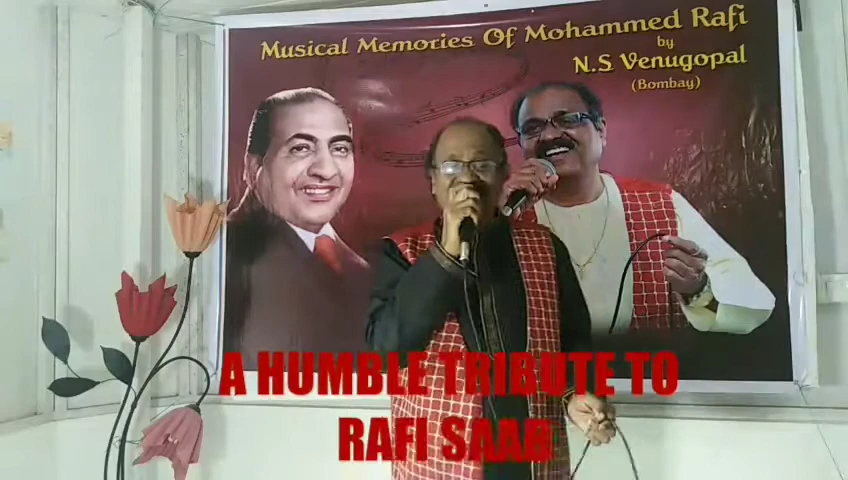 Musical Memories Of Mohammed Rafi
by
N.S Venugopal
(Bombay)
A HUMBLE TRIBUTE TO
RAFI SAAB